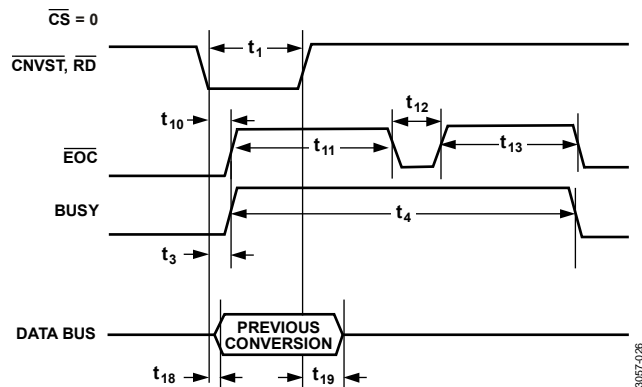 CS = 0
CNVST, RD
t1
t10
t12
EOC
t11
t13
BUSY
t4
t3
DATA BUS
PREVIOUS
CONVERSION
t18
t19
3057-026